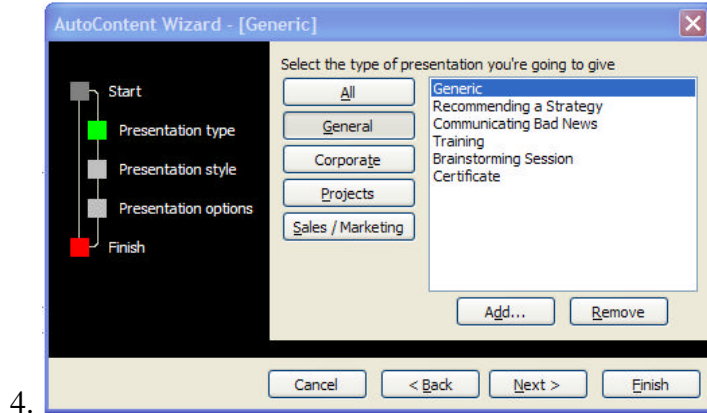 AutoContent Wizard - [Generic]
Select the type of presentation you're going to give
Start
Presentation type
Presentation style
Presentation options
Finish
All
General
Corporate
Projects
Sales / Marketing
Generic
Recommending a Strategy
Communicating Bad News
Training
Brainstorming Session
Certificate
Add... Remove
Cancel < Back Next > Finish
4.